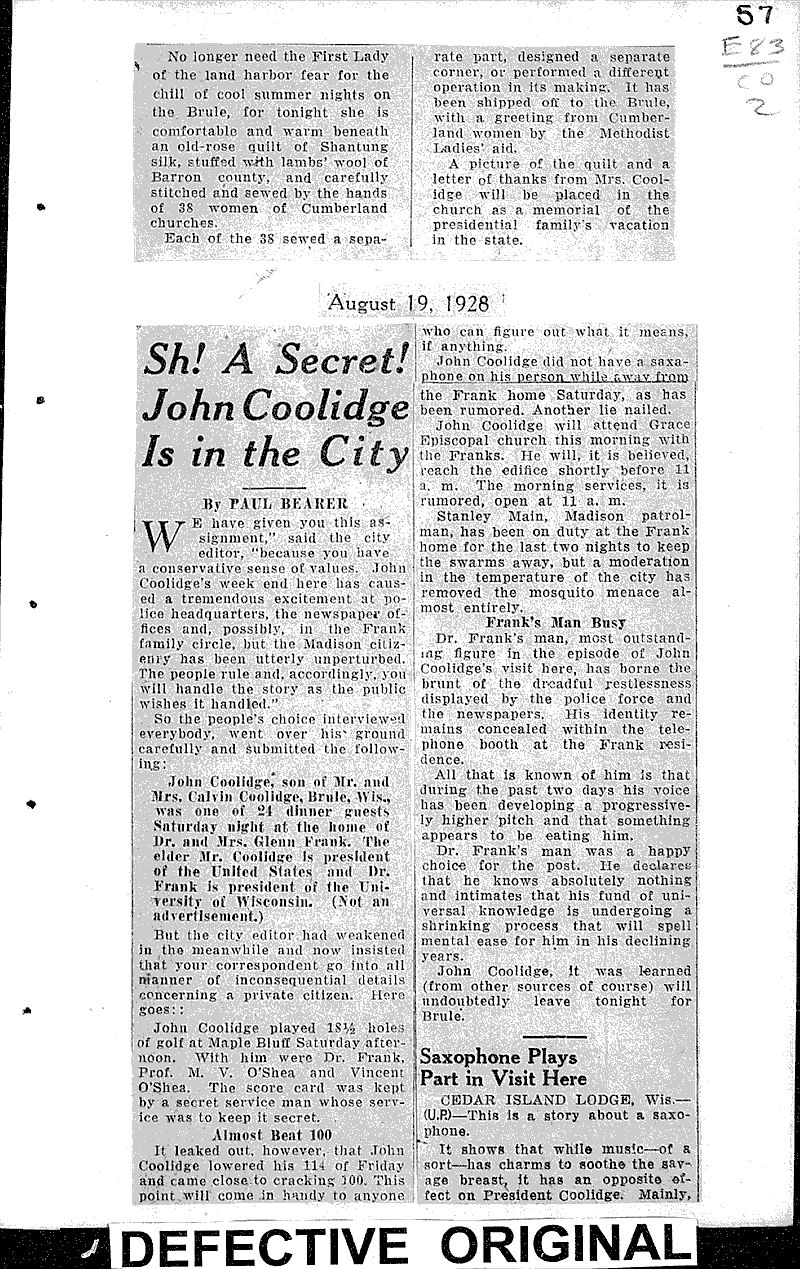 57
E83
CO
2
No longer need the First Lady
of the land harbor fear for the
chill of cool summer nights on
the Brule, for tonight she is
comfortable and warm beneath
an old-rose quilt of Shantung
silk, stuffed with lambs' wool of
Barron county, and carefully
stitched and sewed by the hands
of 38 women of Cumberland
churches.
Each of the 38 sewed a sepa-
rate part, designed a separate
corner, or performed a different
operation in its making. It has
been shipped off to the Brule,
with a greeting from Cumber-
land women by the Methodist
Ladies' aid.
A picture of the quilt and a
letter of thanks from Mrs. Cool-
idge will be placed in the
church as a memorial of the
presidential family's vacation
in the state.
August 19, 1928
Sh! A Secret!
John Coolidge
Is in the City
By PAUL BEARER
WE have given you this as-
signment," said the city
editor, "because you have
a conservative sense of values. John
Coolidge's week end here has caus-
ed a tremendous excitement at po-
lice headquarters, the newspaper of-
fices and, possibly, in the Frank
family circle, but the Madison citiz-
enry has been utterly unperturbed.
The people rule and, accordingly, you
will handle the story as the public
wishes it handled."
So the people's choice interviewed
everybody, went over his ground
carefully and submitted the follow-
ing:
John Coolidge, son of Mr. and
Mrs. Calvin Coolidge, Brule, Wis.,
was one of 24 dinner guests
Saturday night at the home of
Dr. and Mrs. Glenn Frank. The
elder Mr. Coolidge is president
of the United States and Dr.
Frank is president of the Uni-
versity of Wisconsin. (Not an
advertisement.)
But the city editor had weakened
in the meanwhile and now insisted
that your correspondent go into all
manner of inconsequential details
concerning a private citizen. Here
goes::
John Coolidge played 18½ holes
of golf at Maple Bluff Saturday after-
noon. With him were Dr. Frank,
Prof. M. V. O'Shea and Vincent
O'Shea. The score card was kept
by a secret service man whose serv-
ice was to keep it secret.
Almost Beat 100
It leaked out, however, that John
Coolidge lowered his 114 of Friday
and came close to cracking 100. This
point will come in handy to anyone
who can figure out what it means,
if anything.
John Coolidge did not have a saxa-
phone on his person while away from
the Frank home Saturday, as has
been rumored. Another lie nailed.
John Coolidge will attend Grace
Episcopal church this morning with
the Franks. He will, it is believed,
reach the edifice shortly before 11
a. m. The morning services, it is
rumored, open at 11 a. m.
Stanley Main, Madison patrol-
man, has been on duty at the Frank
home for the last two nights to keep
the swarms away, but a moderation
in the temperature of the city has
removed the mosquito menace al-
most entirely.
Frank's Man Busy
Dr. Frank's man, most outstand-
ing figure in the episode of John
Coolidge's visit here, has borne the
brunt of the dreadful restlessness
displayed by the police force and
the newspapers. His identity re-
mains concealed within the tele-
phone booth at the Frank resi-
dence.
All that is known of him is that
during the past two days his voice
has been developing a progressive-
ly higher pitch and that something
appears to be eating him.
Dr. Frank's man was a happy
choice for the post. He declares
that he knows absolutely nothing
and intimates that his fund of uni-
versal knowledge is undergoing a
shrinking process that will spell
mental ease for him in his declining
years.
John Coolidge, it was learned
(from other sources of course) will
undoubtedly leave tonight for
Brule.
Saxophone Plays
Part in Visit Here
CEDAR ISLAND LODGE, Wis.—
(U.P.)—This is a story about a saxo-
phone.
It shows that while music—of a
sort—has charms to soothe the sav-
age breast, it has an opposite ef-
fect on President Coolidge. Mainly,
DEFECTIVE ORIGINAL